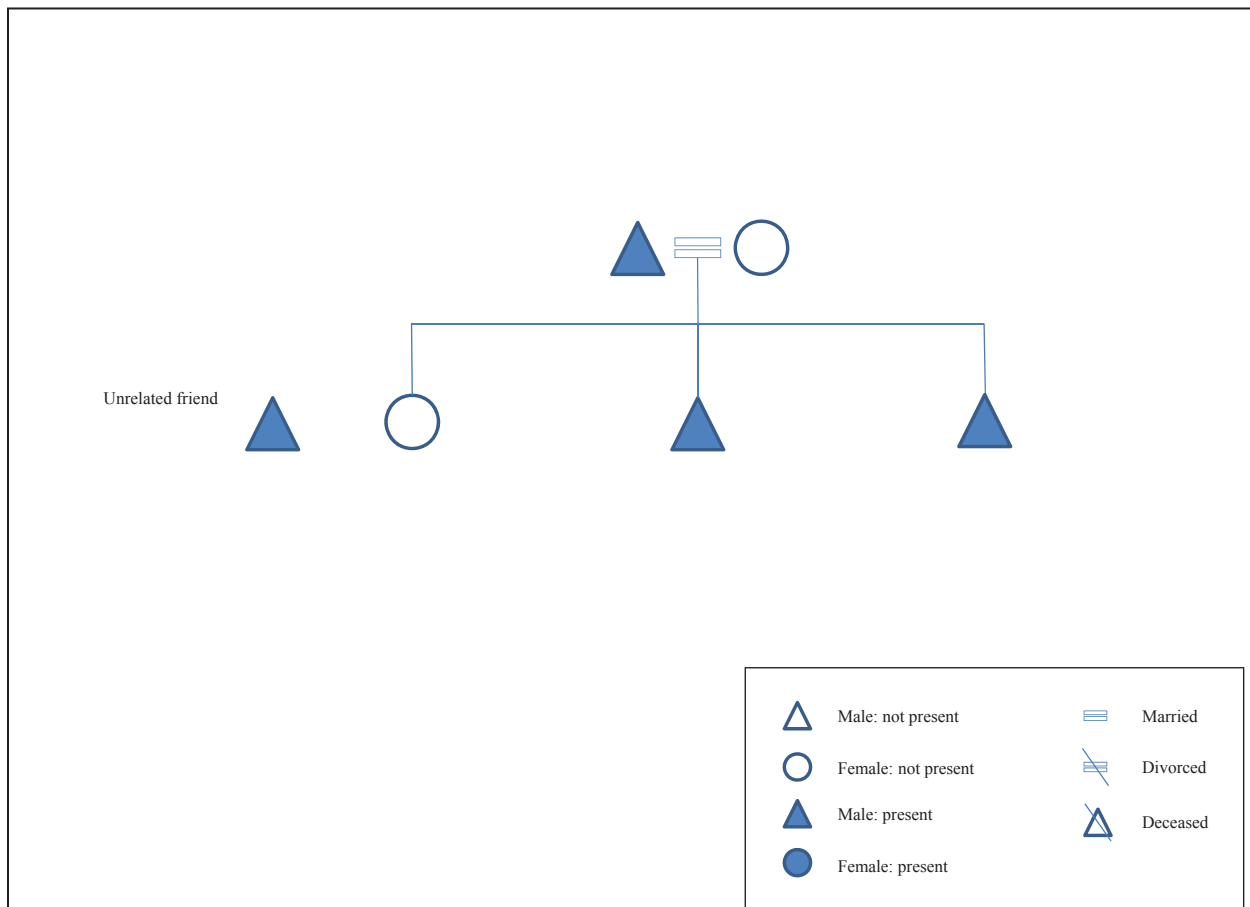 Unrelated friend
Male: not present
Married
Female: not present
Divorced
Male: present
Deceased
Female: present